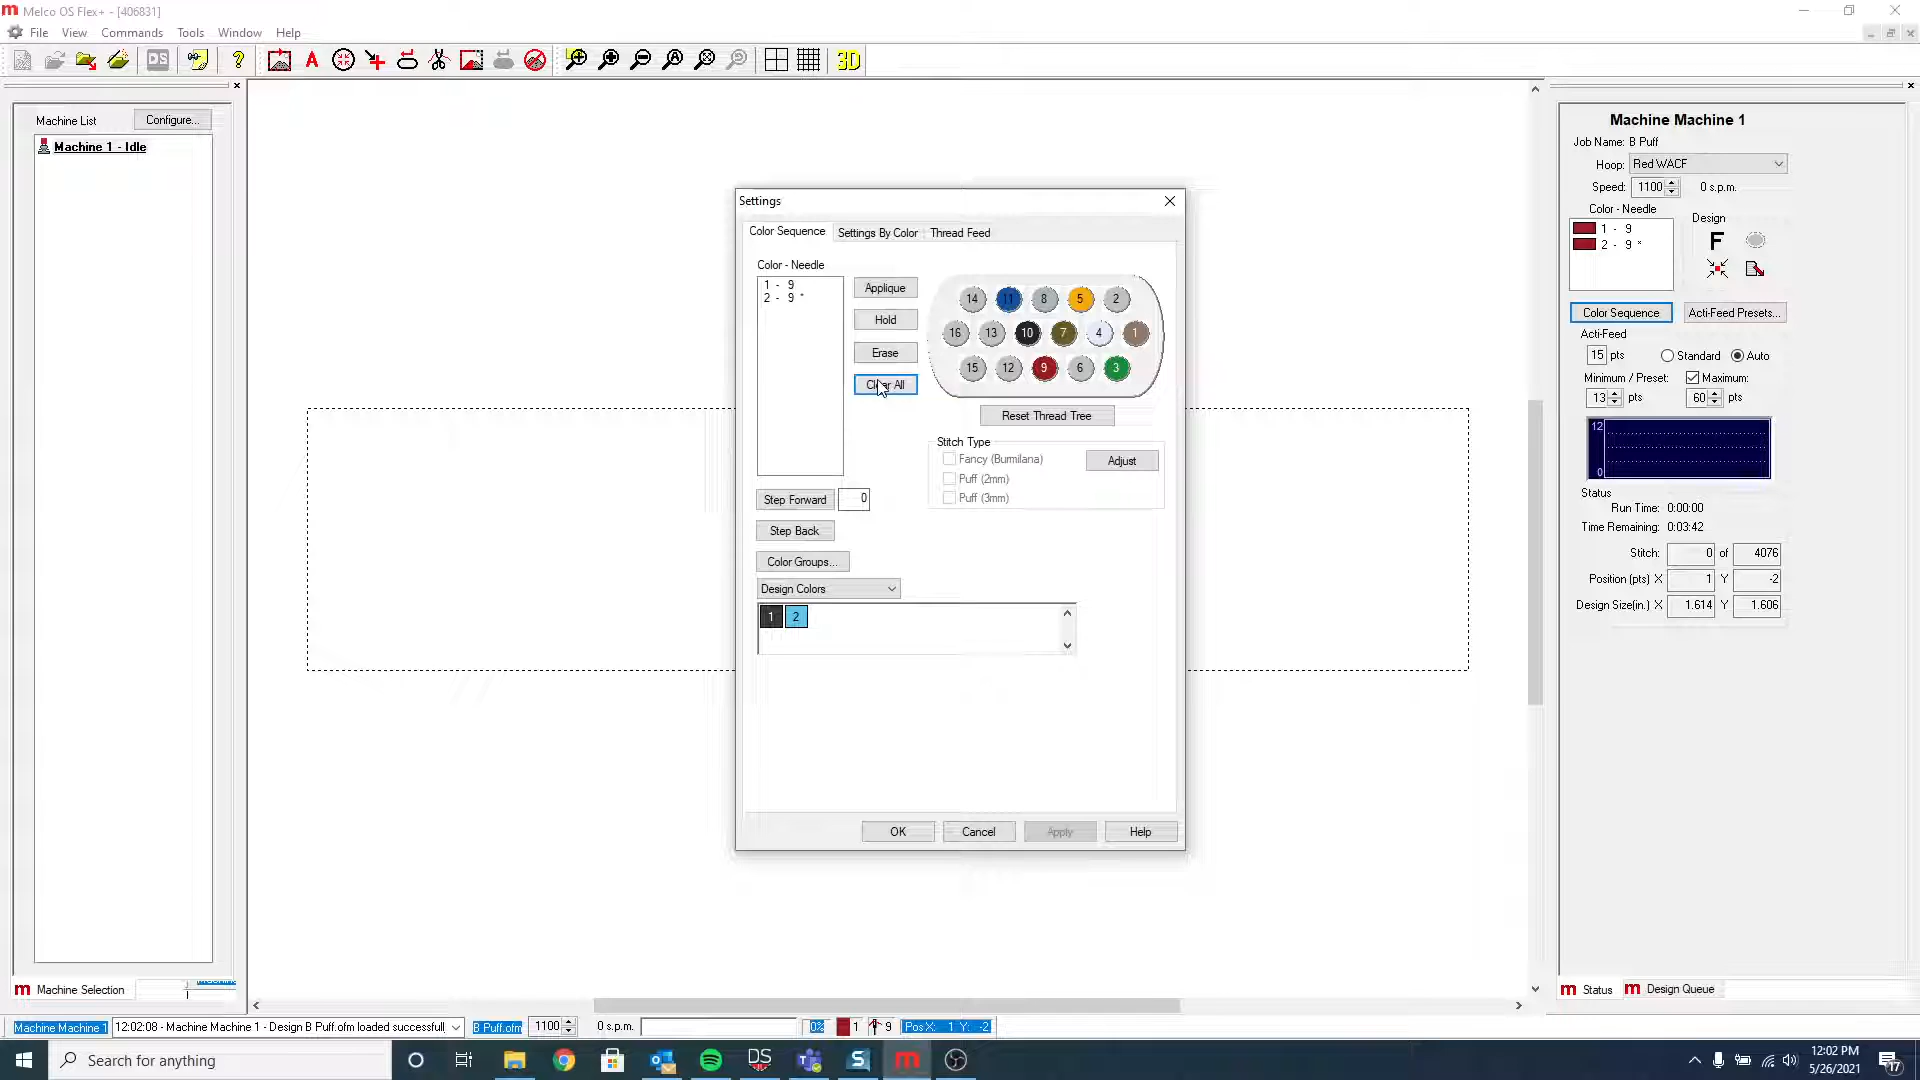 Melco OS Flex+ - [406831]
File View Commands Tools Window Help
DS ? A 3D
Machine List
Configure...
Machine 1 - Idle
Settings
Color Sequence Settings By Color Thread Feed
Color - Needle
1 - 9
2 - 9 *
Applique
Hold
Erase
Clear All
14 11 8 5 2
16 13 10 7 4 1
15 12 9 6 3
Reset Thread Tree
Stitch Type
Fancy (Burmilana)
Puff (2mm)
Puff (3mm)
Adjust
Step Forward 0
Step Back
Color Groups...
Design Colors
1 2
OK Cancel Apply Help
Machine Machine 1
Job Name: B Puff
Hoop: Red WACF
Speed: 1100 0 s.p.m.
Color - Needle
1 - 9
2 - 9 *
Design
F
Color Sequence Acti-Feed Presets...
Acti-Feed
15 pts Standard Auto
Minimum / Preset: Maximum:
13 pts 60 pts
12
0
Status
Run Time: 0:00:00
Time Remaining: 0:03:42
Stitch: 0 of 4076
Position (pts) X 1 Y -2
Design Size(in.) X 1.614 Y 1.606
Machine Selection
Status Design Queue
Machine Machine 1 12:02:08 - Machine Machine 1 - Design B Puff.ofm loaded successfull B Puff.ofm 1100 0 s.p.m. 0% 1 9 Pos X: 1 Y: -2
Search for anything
DS S
12:02 PM
5/26/2021
17